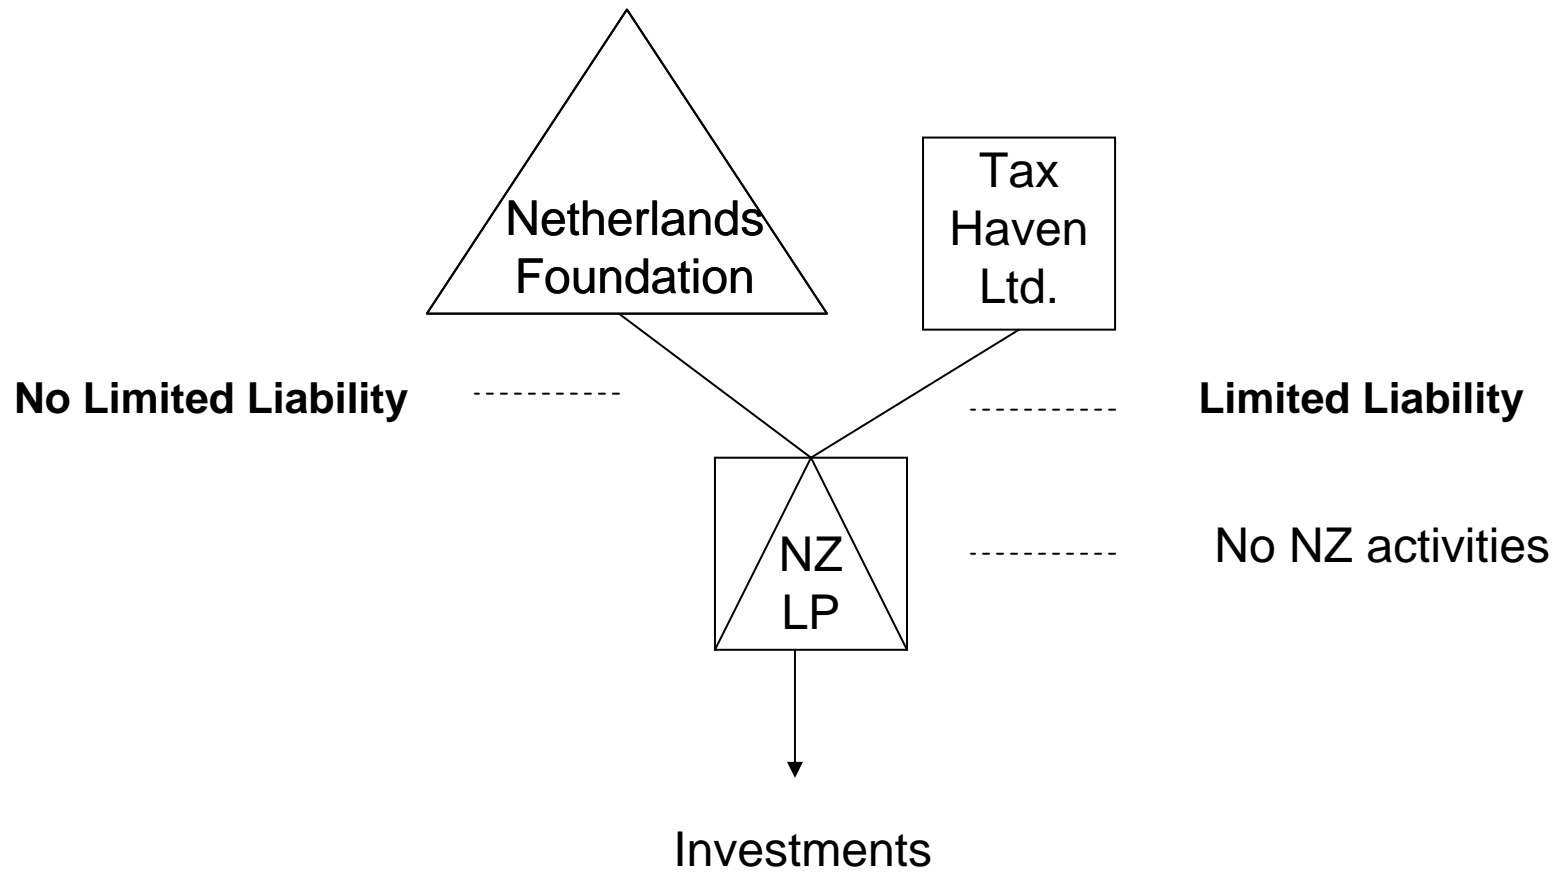 Netherlands
Foundation
Tax
Haven
Ltd.
No Limited Liability
Limited Liability
NZ
LP
No NZ activities
Investments